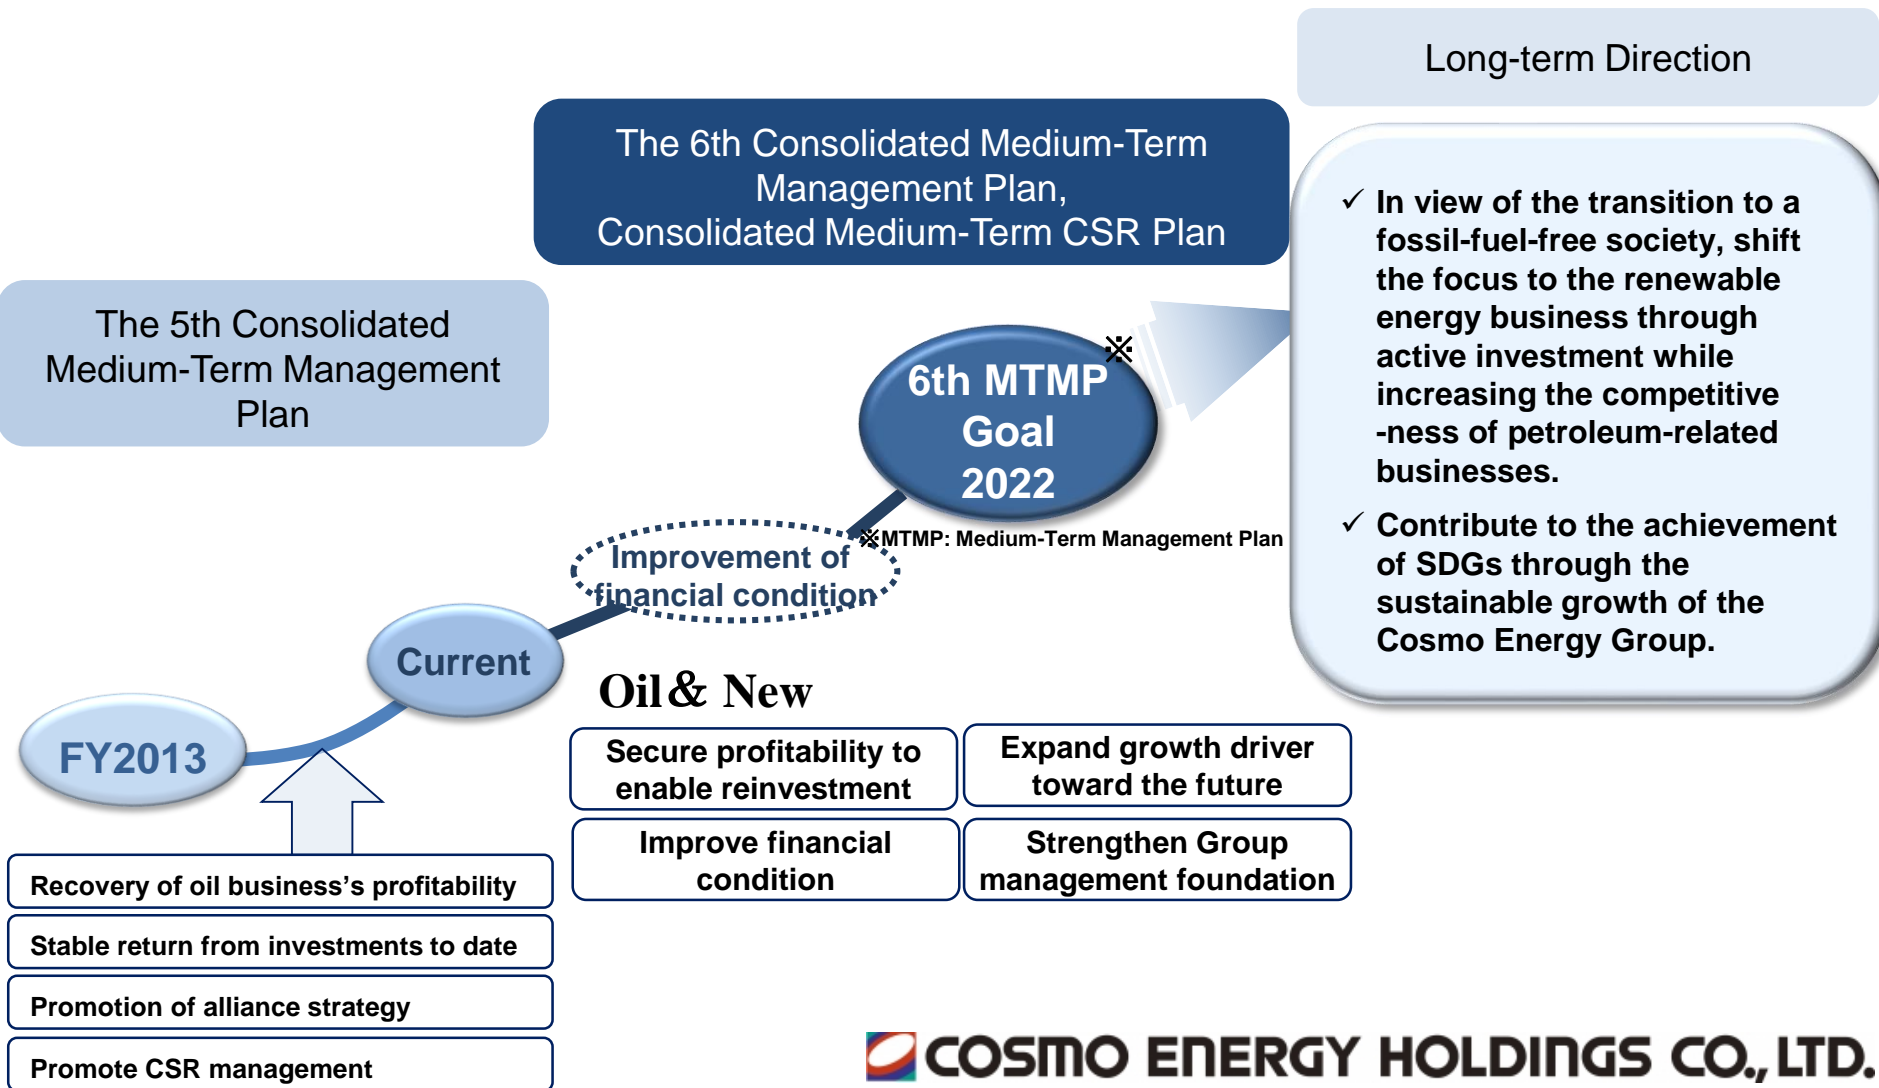 Long-term Direction
The 6th Consolidated Medium-Term
Management Plan,
Consolidated Medium-Term CSR Plan
The 5th Consolidated
Medium-Term Management
Plan
✓ In view of the transition to a
fossil-fuel-free society, shift
the focus to the renewable
energy business through
active investment while
increasing the competitive
-ness of petroleum-related
businesses.
✓ Contribute to the achievement
of SDGs through the
sustainable growth of the
Cosmo Energy Group.
6th MTMP※
Goal
2022
※MTMP: Medium-Term Management Plan
Improvement of
financial condition
Current
FY2013
Oil & New
Secure profitability to
enable reinvestment
Expand growth driver
toward the future
Improve financial
condition
Strengthen Group
management foundation
Recovery of oil business's profitability
Stable return from investments to date
Promotion of alliance strategy
Promote CSR management
COSMO ENERGY HOLDINGS CO., LTD.